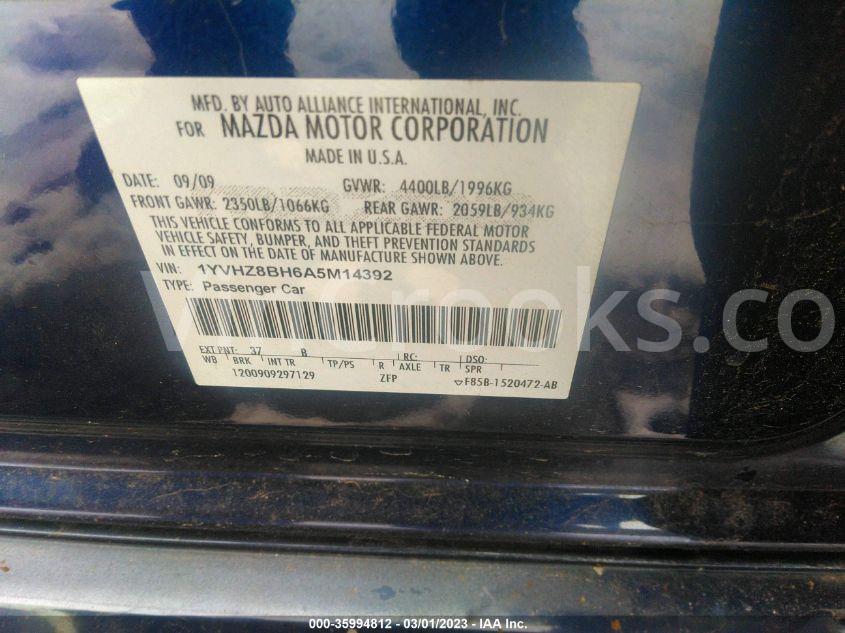 MFD. BY AUTO ALLIANCE INTERNATIONAL, INC.
FOR MAZDA MOTOR CORPORATION
MADE IN U.S.A.
DATE: 09/09 GVWR: 4400LB/1996KG
FRONT GAWR: 2350LB/1066KG REAR GAWR: 2059LB/934KG
THIS VEHICLE CONFORMS TO ALL APPLICABLE FEDERAL MOTOR
VEHICLE SAFETY, BUMPER, AND THEFT PREVENTION STANDARDS
IN EFFECT ON THE DATE OF MANUFACTURE SHOWN ABOVE.
VIN: 1YVHZ8BH6A5M14392
TYPE: Passenger Car
EXT PNT: 37 B RC: DSO:
WB BRK INT TR TP/PS R AXLE TR SPR
1200909297129 ZFP F85B-1520472-AB
000-35994812 / 03/01/2023 - IAA Inc.